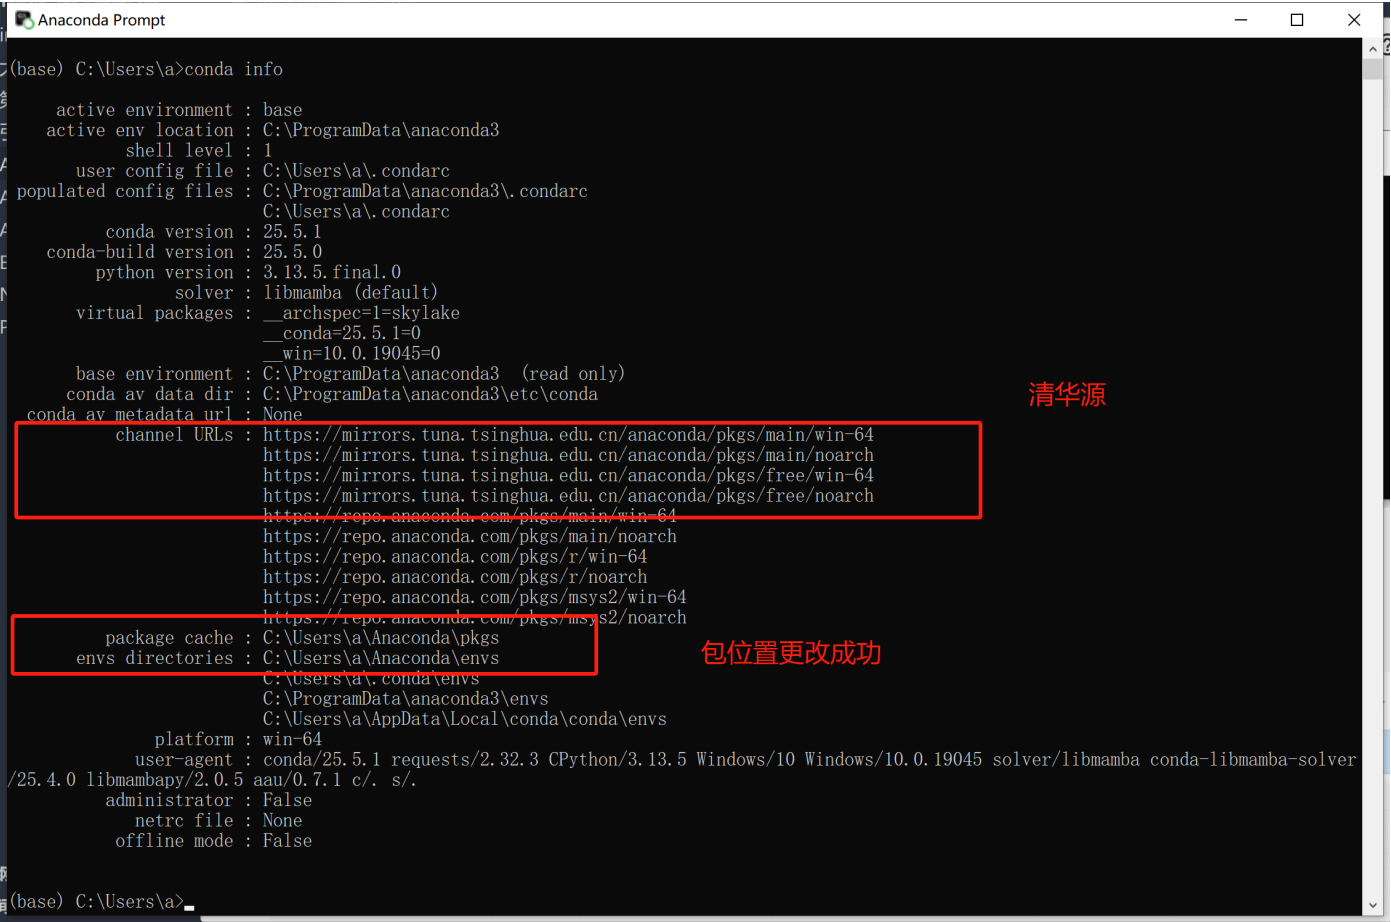 Anaconda Prompt
(base) C:\Users\a>conda info
active environment : base
active env location : C:\ProgramData\anaconda3
shell level : 1
user config file : C:\Users\a\.condarc
populated config files : C:\ProgramData\anaconda3\.condarc
C:\Users\a\.condarc
conda version : 25.5.1
conda-build version : 25.5.0
python version : 3.13.5.final.0
solver : libmamba (default)
virtual packages : __archspec=1=skylake
__conda=25.5.1=0
__win=10.0.19045=0
base environment : C:\ProgramData\anaconda3  (read only)
conda av data dir : C:\ProgramData\anaconda3\etc\conda
清华源
conda av metadata url : None
channel URLs : https://mirrors.tuna.tsinghua.edu.cn/anaconda/pkgs/main/win-64
https://mirrors.tuna.tsinghua.edu.cn/anaconda/pkgs/main/noarch
https://mirrors.tuna.tsinghua.edu.cn/anaconda/pkgs/free/win-64
https://mirrors.tuna.tsinghua.edu.cn/anaconda/pkgs/free/noarch
https://repo.anaconda.com/pkgs/main/win-64
https://repo.anaconda.com/pkgs/main/noarch
https://repo.anaconda.com/pkgs/r/win-64
https://repo.anaconda.com/pkgs/r/noarch
https://repo.anaconda.com/pkgs/msys2/win-64
https://repo.anaconda.com/pkgs/msys2/noarch
package cache : C:\Users\a\Anaconda\pkgs
envs directories : C:\Users\a\Anaconda\envs
包位置更改成功
C:\Users\a\.conda\envs
C:\ProgramData\anaconda3\envs
C:\Users\a\AppData\Local\conda\conda\envs
platform : win-64
user-agent : conda/25.5.1 requests/2.32.3 CPython/3.13.5 Windows/10 Windows/10.0.19045 solver/libmamba conda-libmamba-solver
/25.4.0 libmambapy/2.0.5 aau/0.7.1 c/. s/.
administrator : False
netrc file : None
offline mode : False
(base) C:\Users\a>